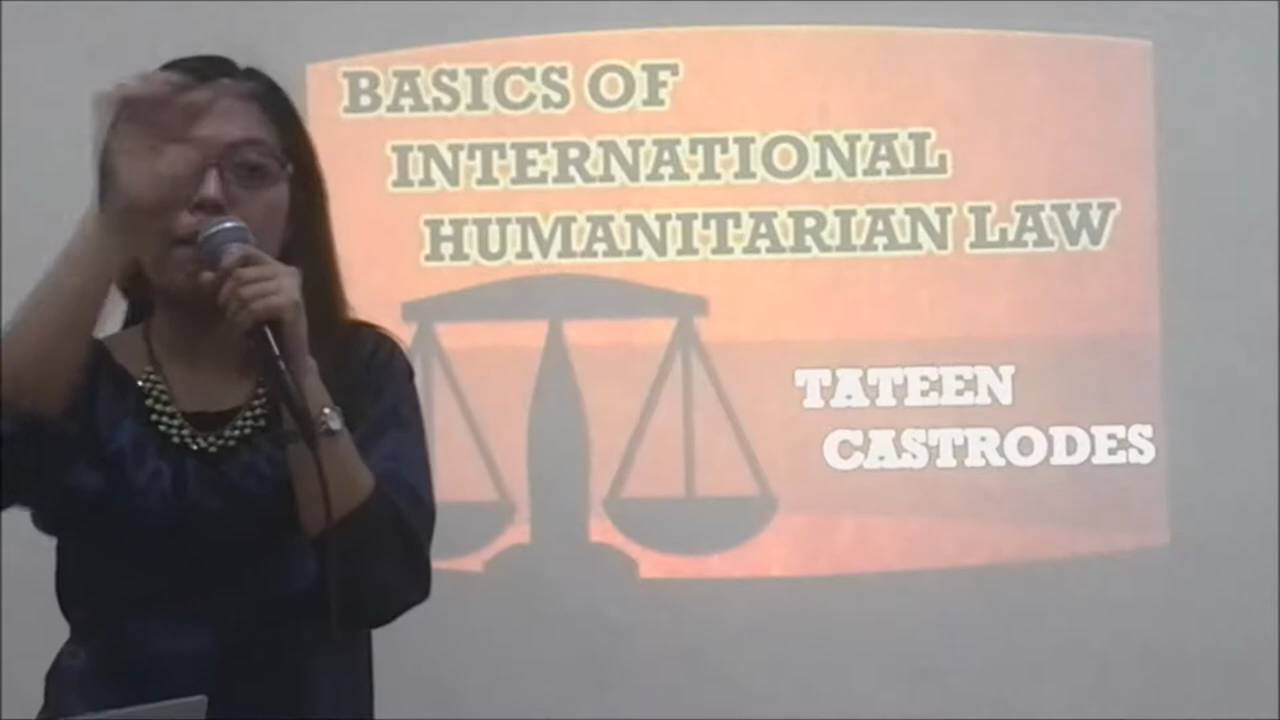 BASICS OF
INTERNATIONAL
HUMANITARIAN LAW
TATEEN
CASTRODES